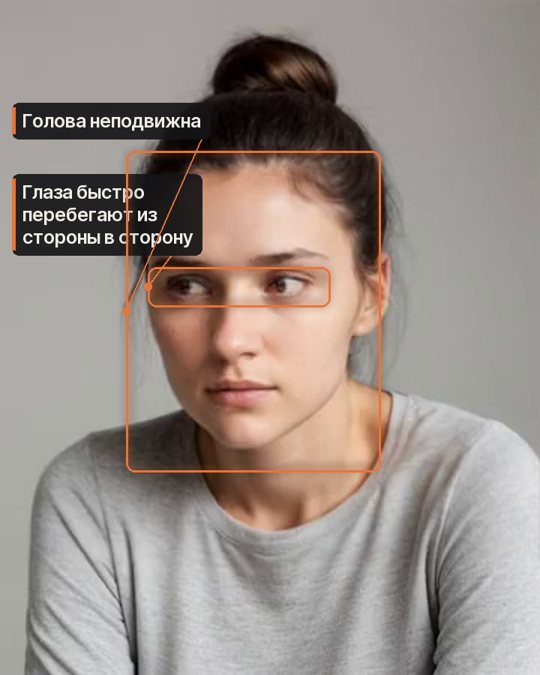 Голова неподвижна
Глаза быстро
перебегают из
стороны в сторону